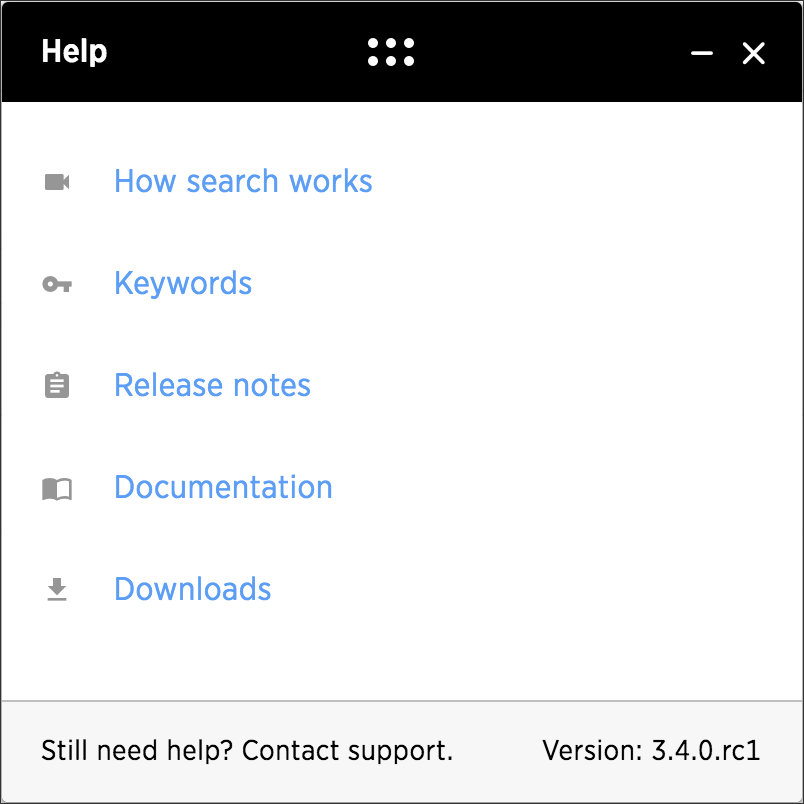 Help
How search works
Keywords
Release notes
Documentation
Downloads
Still need help? Contact support.
Version: 3.4.0.rc1